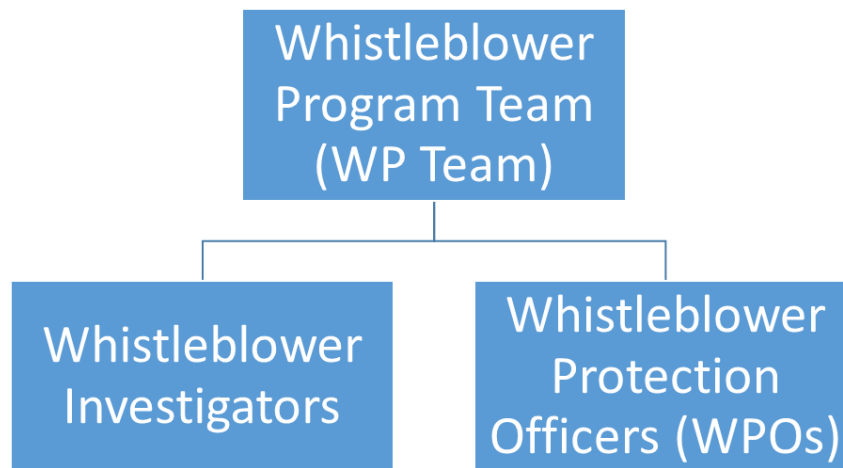 Whistleblower
Program Team
(WP Team)
Whistleblower
Investigators
Whistleblower
Protection
Officers (WPOs)